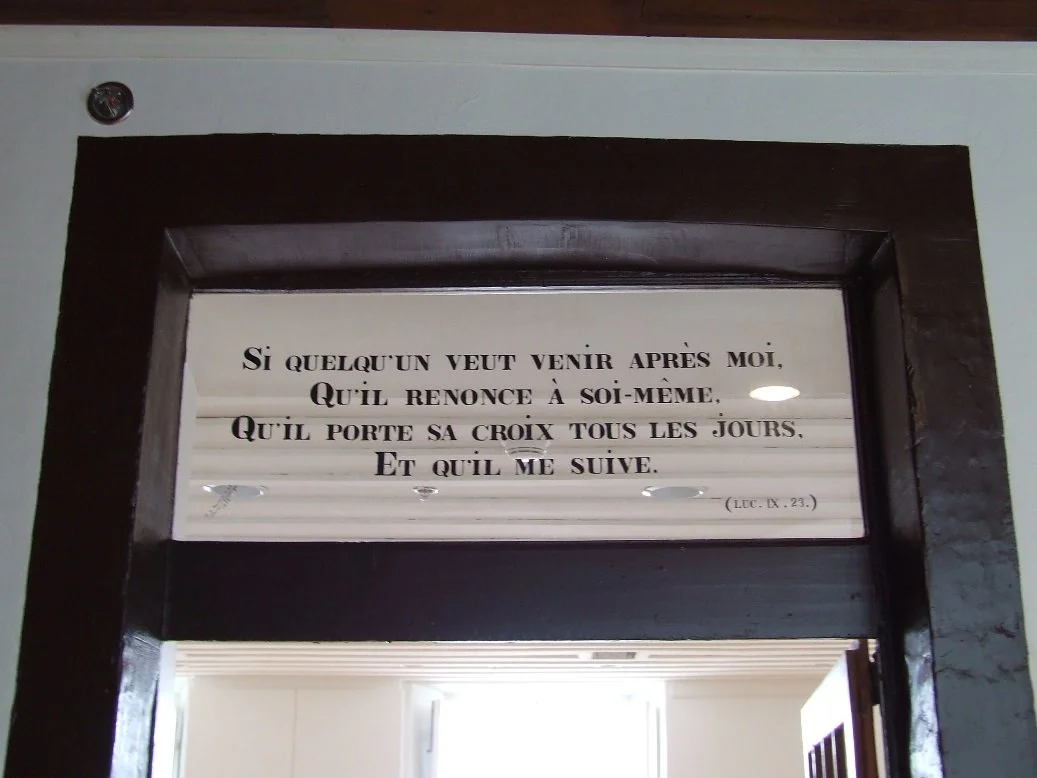 Si QUELQU'UN VEUT VENiR APRÈS MOi,
QU'iL RENONCE À SOi-MÊME,
QU'iL PORTE SA CROiX TOUS LES jOURS,
ET QU'iL ME SUiVE.
(LUC. IX. 23.)